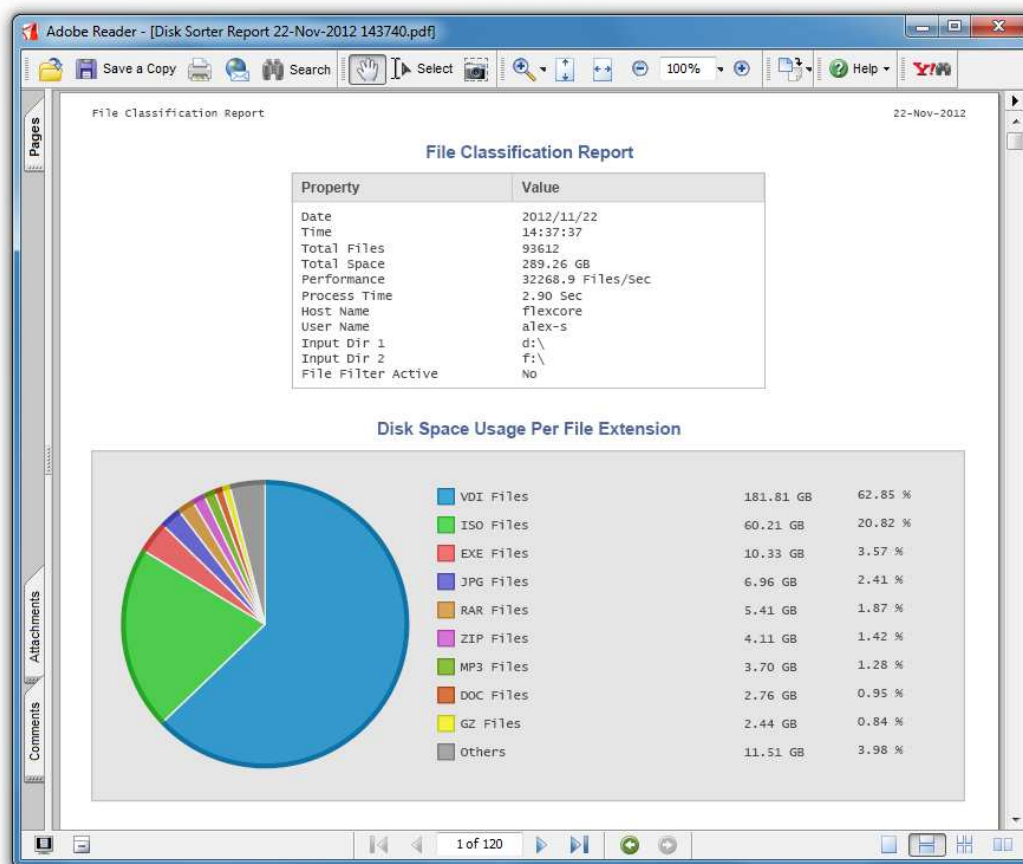 Adobe Reader - [Disk Sorter Report 22-Nov-2012 143740.pdf]
Save a Copy Search Select 100% Help Y!
File Classification Report 22-Nov-2012
Pages
File Classification Report
Property Value
Date 2012/11/22
Time 14:37:37
Total Files 93612
Total Space 289.26 GB
Performance 32268.9 Files/Sec
Process Time 2.90 Sec
Host Name flexcore
User Name alex-s
Input Dir 1 d:\
Input Dir 2 f:\
File Filter Active No
Disk Space Usage Per File Extension
VDI Files 181.81 GB 62.85 %
ISO Files 60.21 GB 20.82 %
EXE Files 10.33 GB 3.57 %
JPG Files 6.96 GB 2.41 %
RAR Files 5.41 GB 1.87 %
ZIP Files 4.11 GB 1.42 %
MP3 Files 3.70 GB 1.28 %
DOC Files 2.76 GB 0.95 %
GZ Files 2.44 GB 0.84 %
Others 11.51 GB 3.98 %
Attachments
Comments
1 of 120